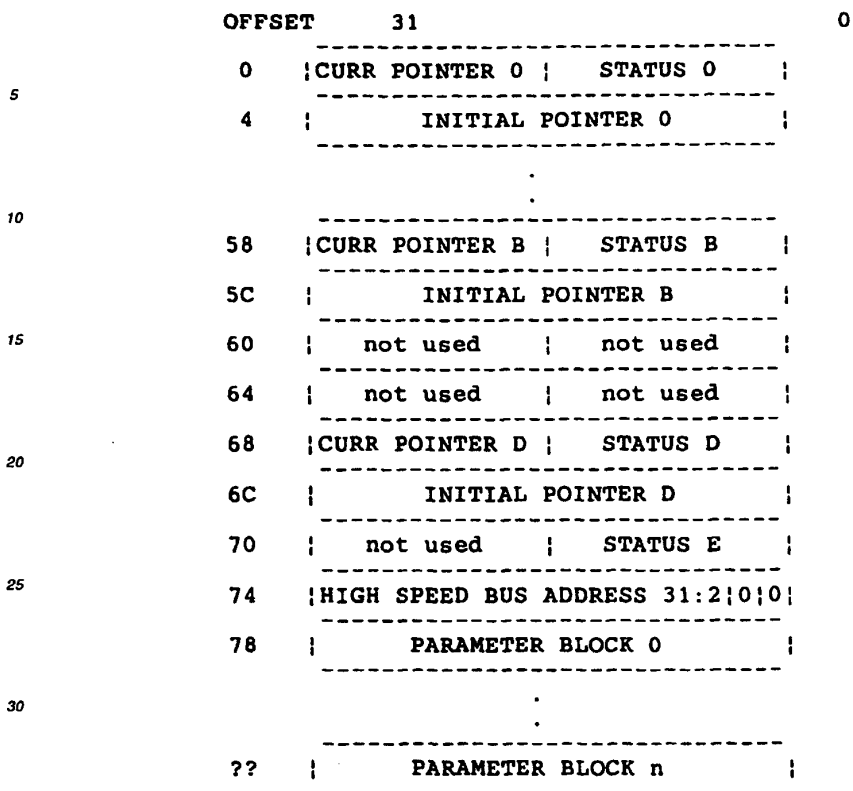 OFFSET 31 0
0 |CURR POINTER 0 | STATUS 0 |
5
4 | INITIAL POINTER 0 |
.
.
10
58 |CURR POINTER B | STATUS B |
5C | INITIAL POINTER B |
15
60 | not used | not used |
64 | not used | not used |
68 |CURR POINTER D | STATUS D |
20
6C | INITIAL POINTER D |
70 | not used | STATUS E |
25
74 |HIGH SPEED BUS ADDRESS 31:2|0|0|
78 | PARAMETER BLOCK 0 |
30
.
.
?? | PARAMETER BLOCK n |